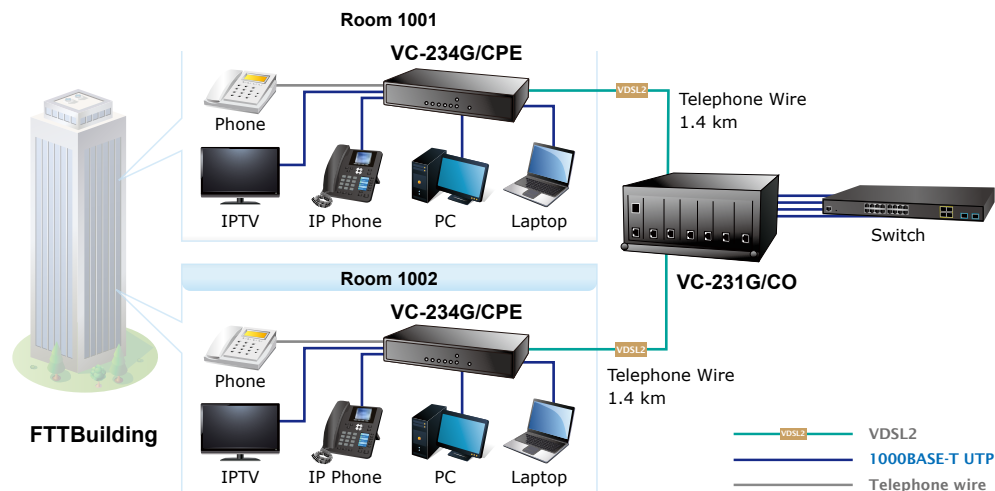 Room 1001
VC-234G/CPE
VDSL2
Telephone Wire
1.4 km
Phone
IPTV
IP Phone
PC
Laptop
Switch
VC-231G/CO
Room 1002
VC-234G/CPE
VDSL2
Telephone Wire
1.4 km
Phone
IPTV
IP Phone
PC
Laptop
FTTBuilding
VDSL2 VDSL2
1000BASE-T UTP
Telephone wire